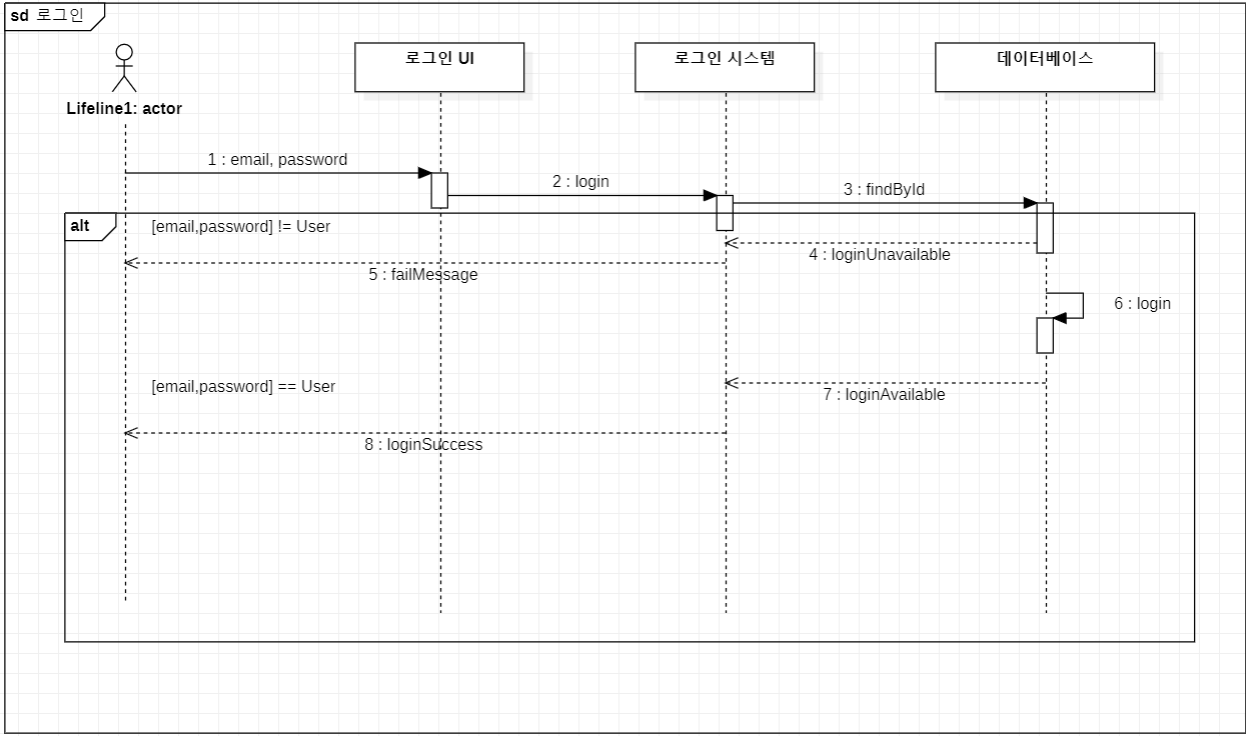 sd 로그인
로그인 UI
로그인 시스템
데이터베이스
Lifeline1: actor
1 : email, password
2 : login
3 : findById
alt
[email,password] != User
4 : loginUnavailable
5 : failMessage
6 : login
[email,password] == User
7 : loginAvailable
8 : loginSuccess